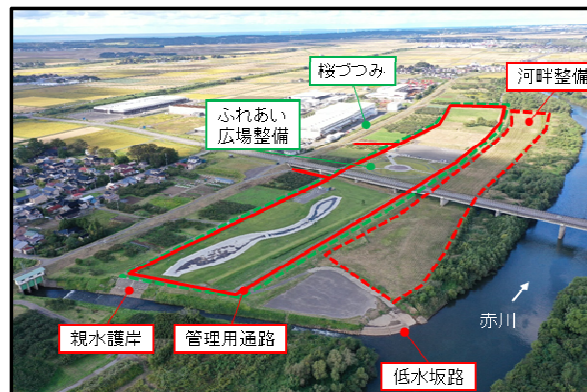 桜づつみ
河畔整備
ふれあい
広場整備
赤川
親水護岸
管理用通路
低水坂路